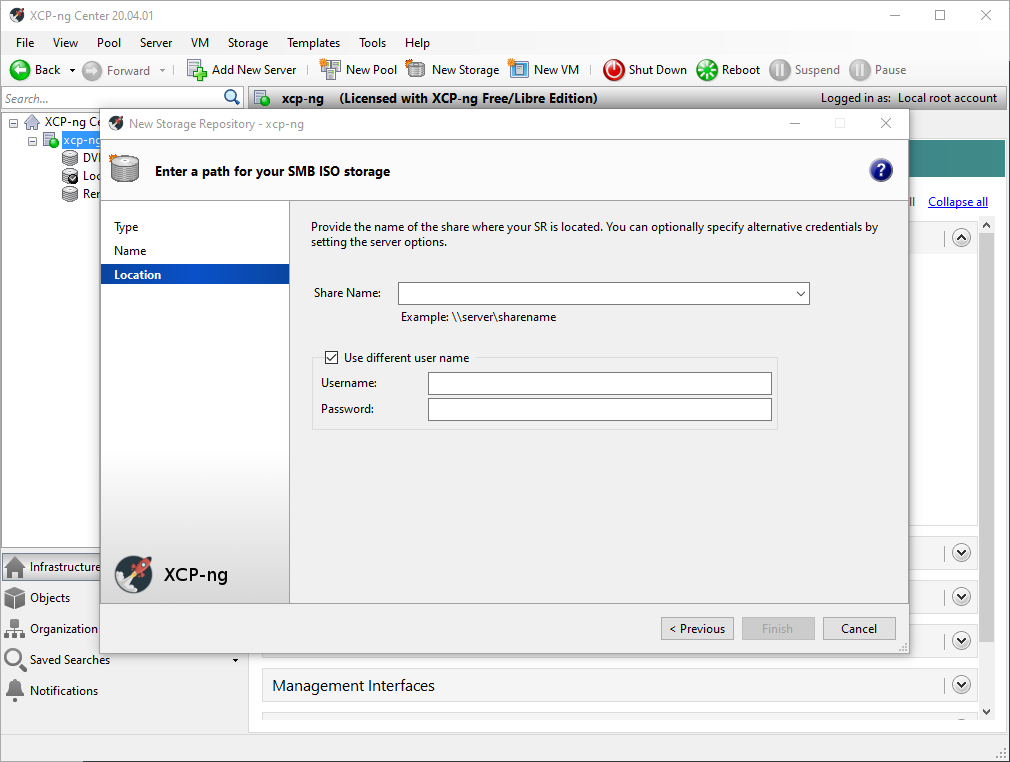 XCP-ng Center 20.04.01
File View Pool Server VM Storage Templates Tools Help
Back Forward Add New Server New Pool New Storage New VM Shut Down Reboot Suspend Pause
Search...
xcp-ng (Licensed with XCP-ng Free/Libre Edition) Logged in as: Local root account
XCP-ng Ce
xcp-ng
DV
Loc
Rer
Collapse all
New Storage Repository - xcp-ng
Enter a path for your SMB ISO storage
?
Type
Name
Location
Provide the name of the share where your SR is located. You can optionally specify alternative credentials by
setting the server options.
Share Name:
Example: \\server\sharename
Use different user name
Username:
Password:
XCP-ng
< Previous Finish Cancel
Infrastructure
Objects
Organization
Saved Searches
Notifications
Management Interfaces